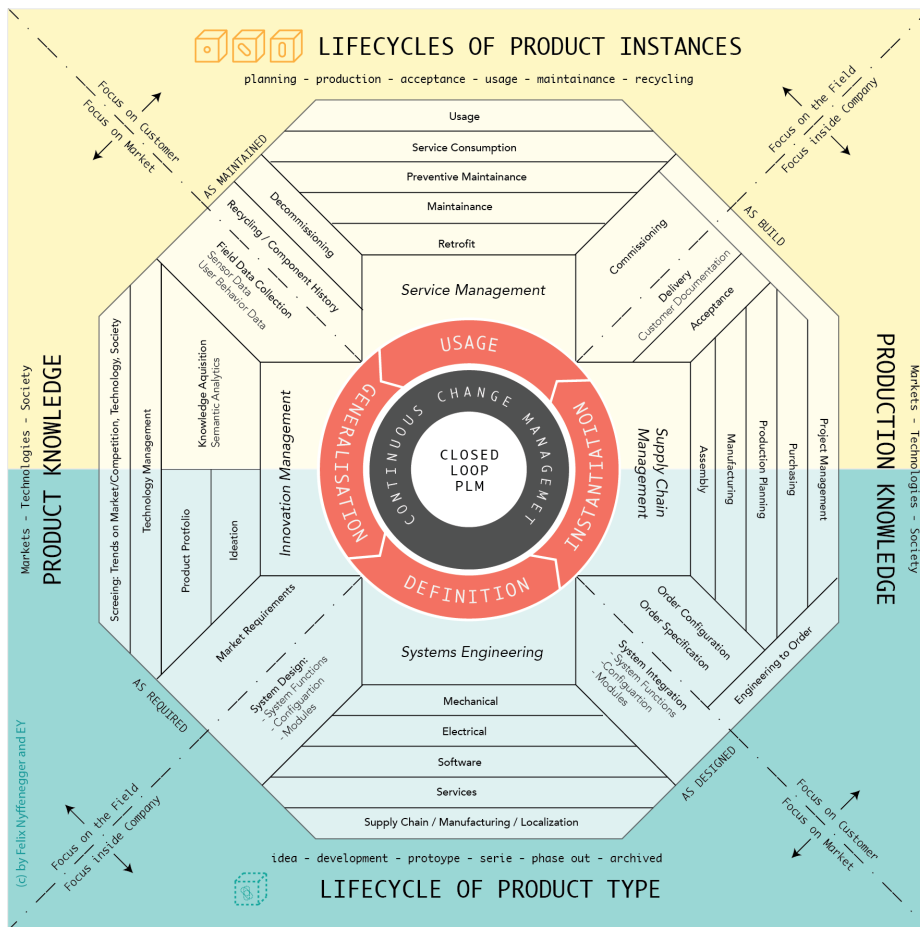 LIFECYCLES OF PRODUCT INSTANCES
planning - production - acceptance - usage - maintainance - recycling
Focus on Customer
Focus on Market
Focus on the Field
Focus inside Company
AS MAINTAINED
AS BUILD
Usage
Service Consumption
Preventive Maintainance
Maintainance
Retrofit
Service Management
Decommissioning
Recycling / Component History
Field Data Collection
Sensor Data
User Behavior Data
Commissioning
Delivery
Customer Documentation
Acceptance
Markets - Technologies - Society
PRODUCT KNOWLEDGE
Screeing: Trends on Market/Competition, Technology, Society
Technology Management
Knowledge Aquisition
Semantic Analytics
Product Protfolio
Ideation
Innovation Management
USAGE
INSTANTIATION
DEFINITION
GENERALISATION
CONTINUOUS CHANGE MANAGEMET
CLOSED
LOOP
PLM
Supply Chain
Management
Assembly
Manufacturing
Production Planning
Purchasing
Project Management
PRODUCTION KNOWLEDGE
Markets - Technologies - Society
Market Requirements
System Design:
- System Functions
- Configuartion
- Modules
Systems Engineering
Mechanical
Electrical
Software
Services
Supply Chain / Manufacturing / Localization
Order Configuration
Order Specification
System Integration
- System Functions
-Configuartion
- Modules
Engineering to Order
AS REQUIRED
AS DESIGNED
Focus on the Field
Focus inside Company
Focus on Customer
Focus on Market
idea - development - protoype - serie - phase out - archived
LIFECYCLE OF PRODUCT TYPE
(c) by Felix Nyffenegger and EY